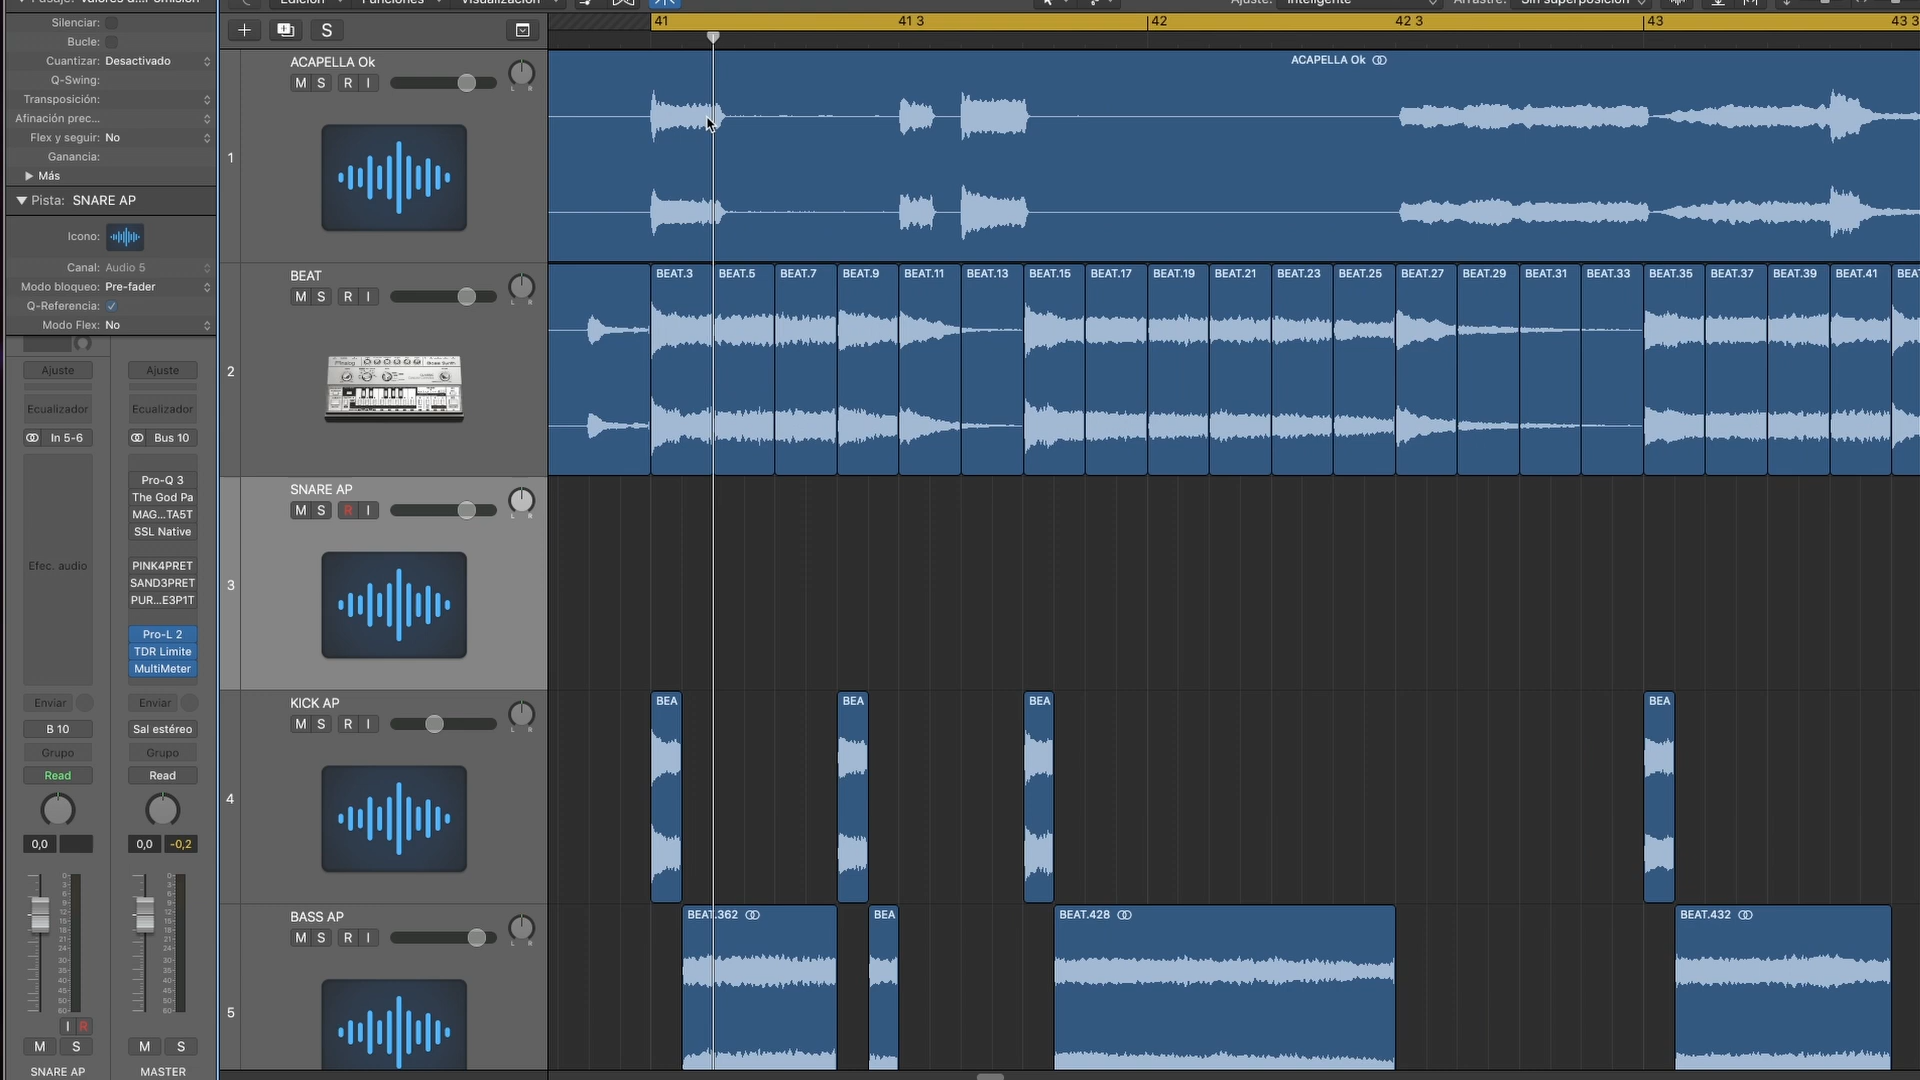 Silenciar:
Bucle:
Cuantizar: Desactivado
Q-Swing:
Transposición:
Afinación prec...
Flex y seguir: No
Ganancia:
Más
Pista: SNARE AP
Icono:
Canal: Audio 5
Modo bloqueo: Pre-fader
Q-Referencia:
Modo Flex: No
Ajuste Ajuste
Ecualizador Ecualizador
In 5-6 Bus 10
Efec. audio
Pro-Q 3
The God Pa
MAG...TA5T
SSL Native
PINK4PRET
SAND3PRET
PUR...E3P1T
Pro-L 2
TDR Limite
MultiMeter
Enviar Enviar
B 10 Sal estéreo
Grupo Grupo
Read Read
0,0 0,0 -0,2
I R
M S M S
SNARE AP MASTER
Edición Funciones Visualización
Ajuste: Inteligente Arrastre: Sin superposición
S
41 41 3 42 42 3 43 43 3
1
ACAPELLA Ok
M S R I
L R
ACAPELLA Ok
2
BEAT
M S R I
L R
BEAT.3 BEAT.5 BEAT.7 BEAT.9 BEAT.11 BEAT.13 BEAT.15 BEAT.17 BEAT.19 BEAT.21 BEAT.23 BEAT.25 BEAT.27 BEAT.29 BEAT.31 BEAT.33 BEAT.35 BEAT.37 BEAT.39 BEAT.41 BEA
3
SNARE AP
M S R I
L R
4
KICK AP
M S R I
L R
BEA BEA BEA BEA
5
BASS AP
M S R I
L R
BEAT.362 BEA BEAT.428 BEAT.432